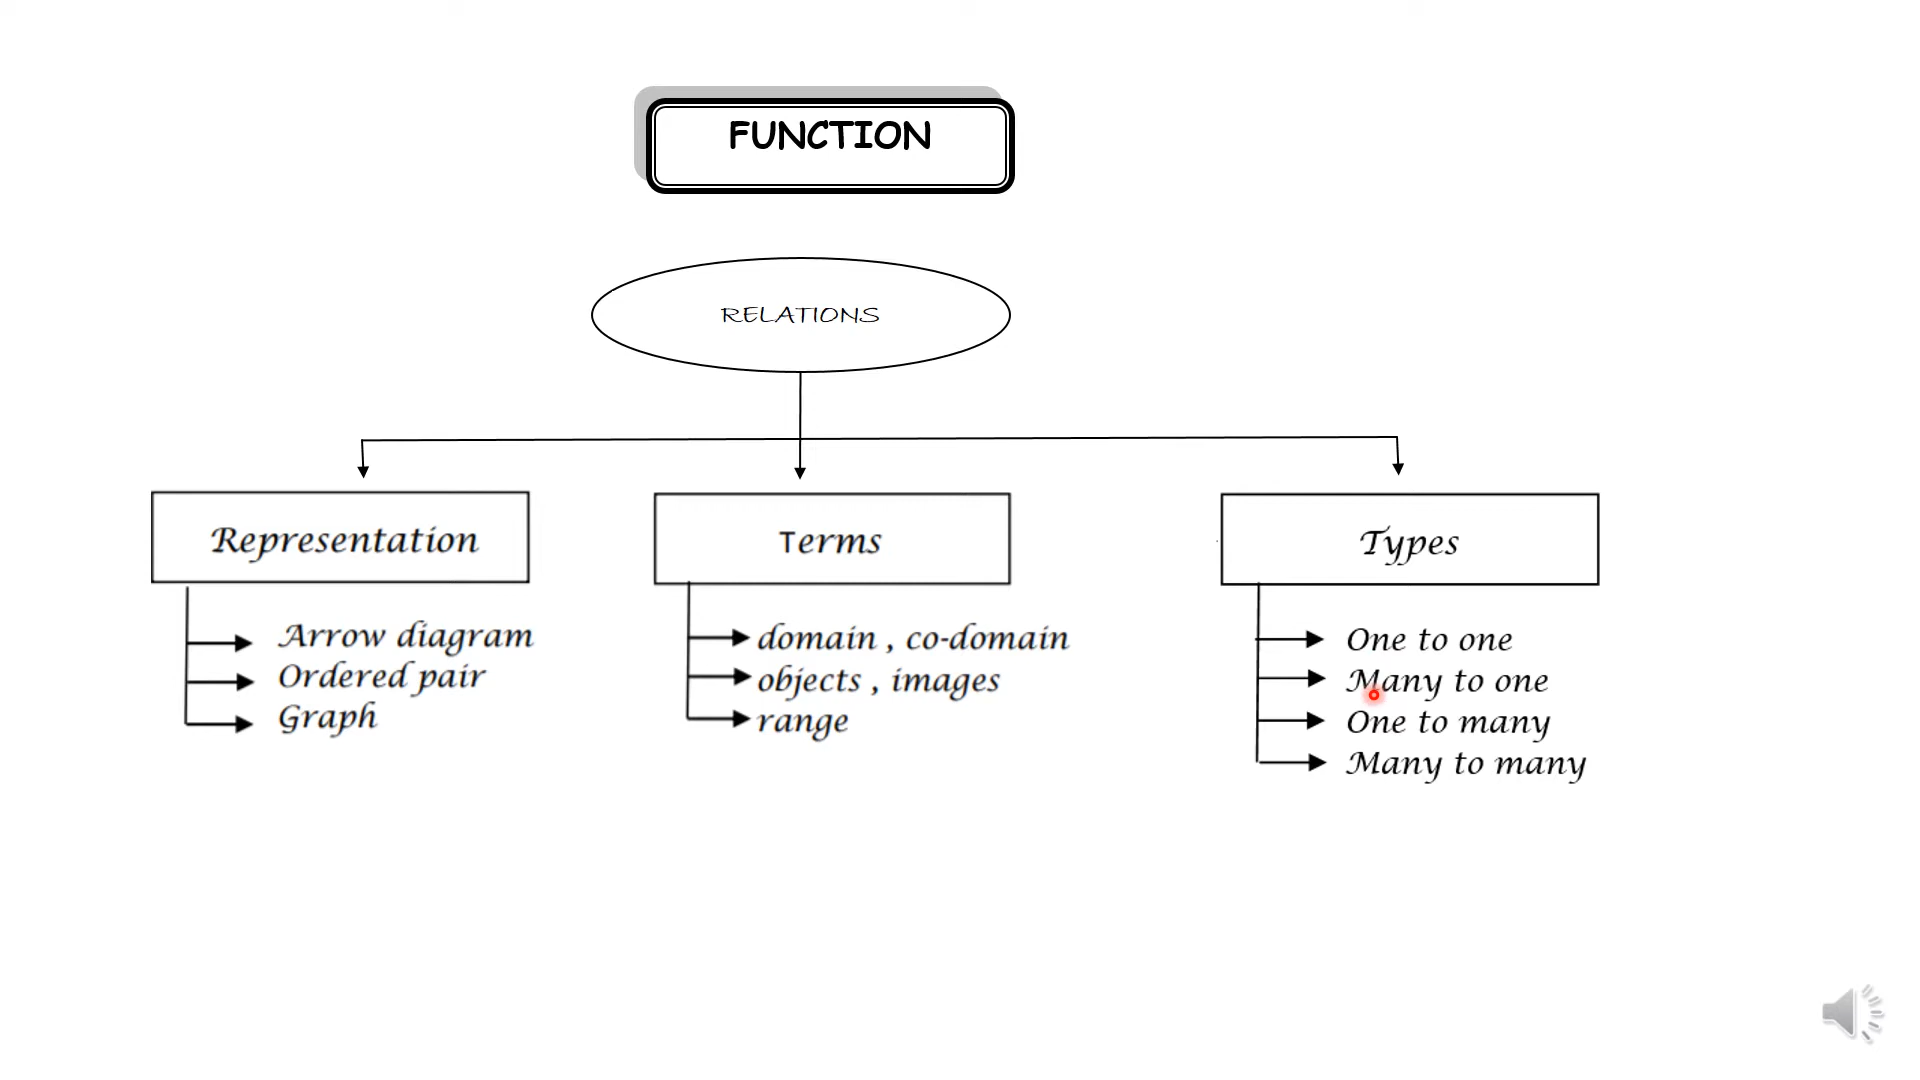 FUNCTION
RELATIONS
Representation
Arrow diagram
Ordered pair
Graph
Terms
domain , co-domain
objects , images
range
Types
One to one
Many to one
One to many
Many to many